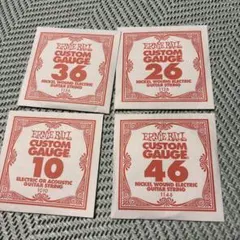 ERNIE BALL
CUSTOM
GAUGE
36
NICKEL WOUND ELECTRIC
GUITAR STRING
ERNIE BALL
CUSTOM
GAUGE
26
NICKEL WOUND ELECTRIC
GUITAR STRING
1126
ERNIE BALL
CUSTOM
GAUGE
10
ELECTRIC OR ACOUSTIC
GUITAR STRING
ERNIE BALL
CUSTOM
GAUGE
46
NICKEL WOUND ELECTRIC
GUITAR STRING
1146